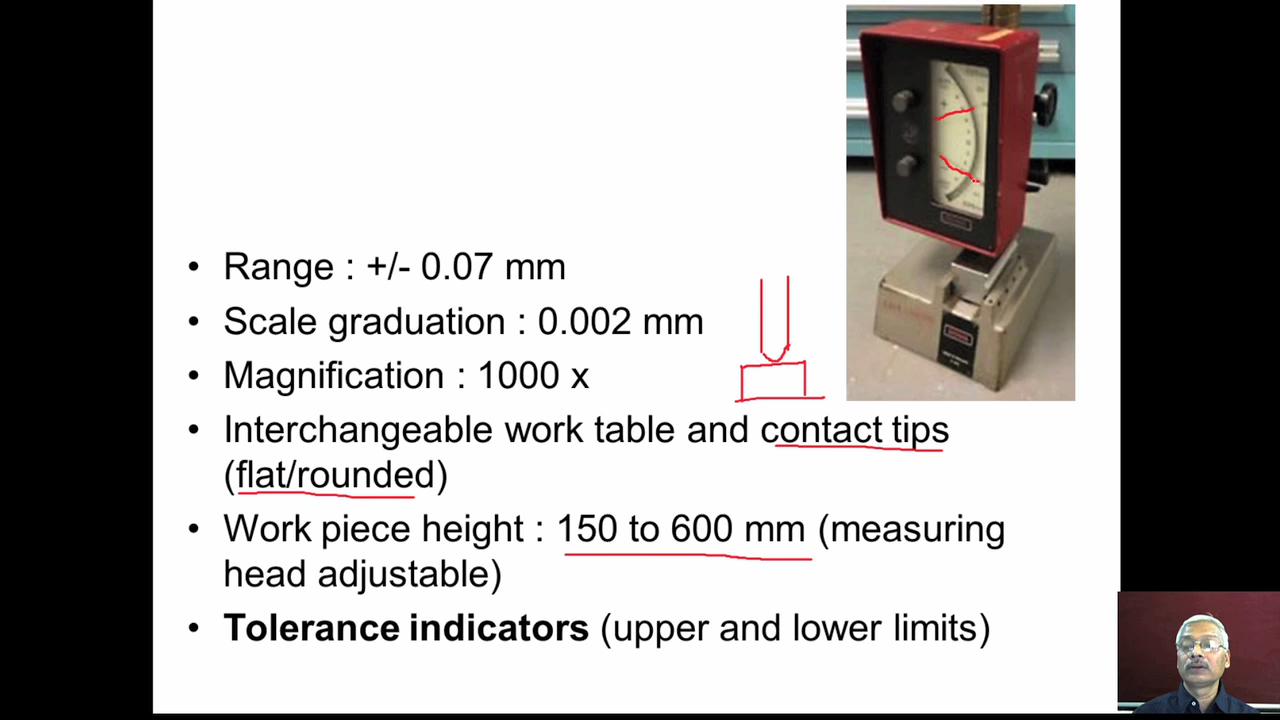 • Range : +/- 0.07 mm
• Scale graduation : 0.002 mm
• Magnification : 1000 x
• Interchangeable work table and contact tips
(flat/rounded)
• Work piece height : 150 to 600 mm (measuring
head adjustable)
• Tolerance indicators (upper and lower limits)